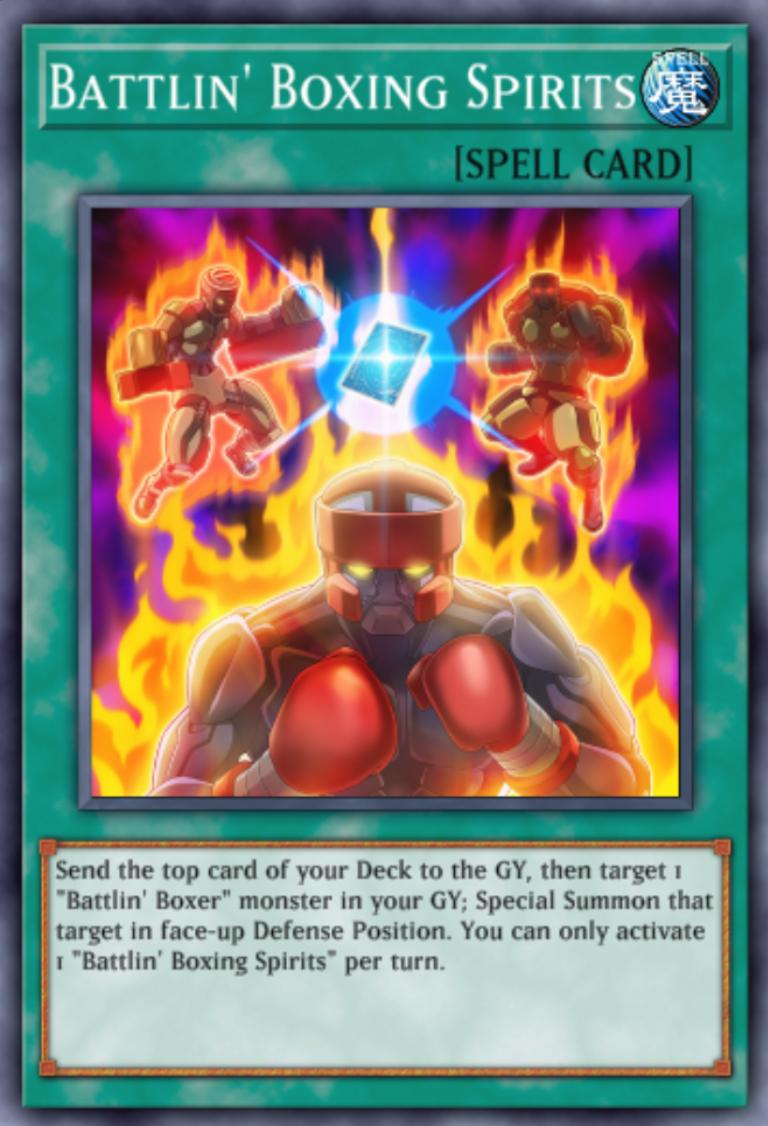 BATTLIN' BOXING SPIRITS
SPELL
魔
[SPELL CARD]
Send the top card of your Deck to the GY, then target 1
"Battlin' Boxer" monster in your GY; Special Summon that
target in face-up Defense Position. You can only activate
1 "Battlin' Boxing Spirits" per turn.